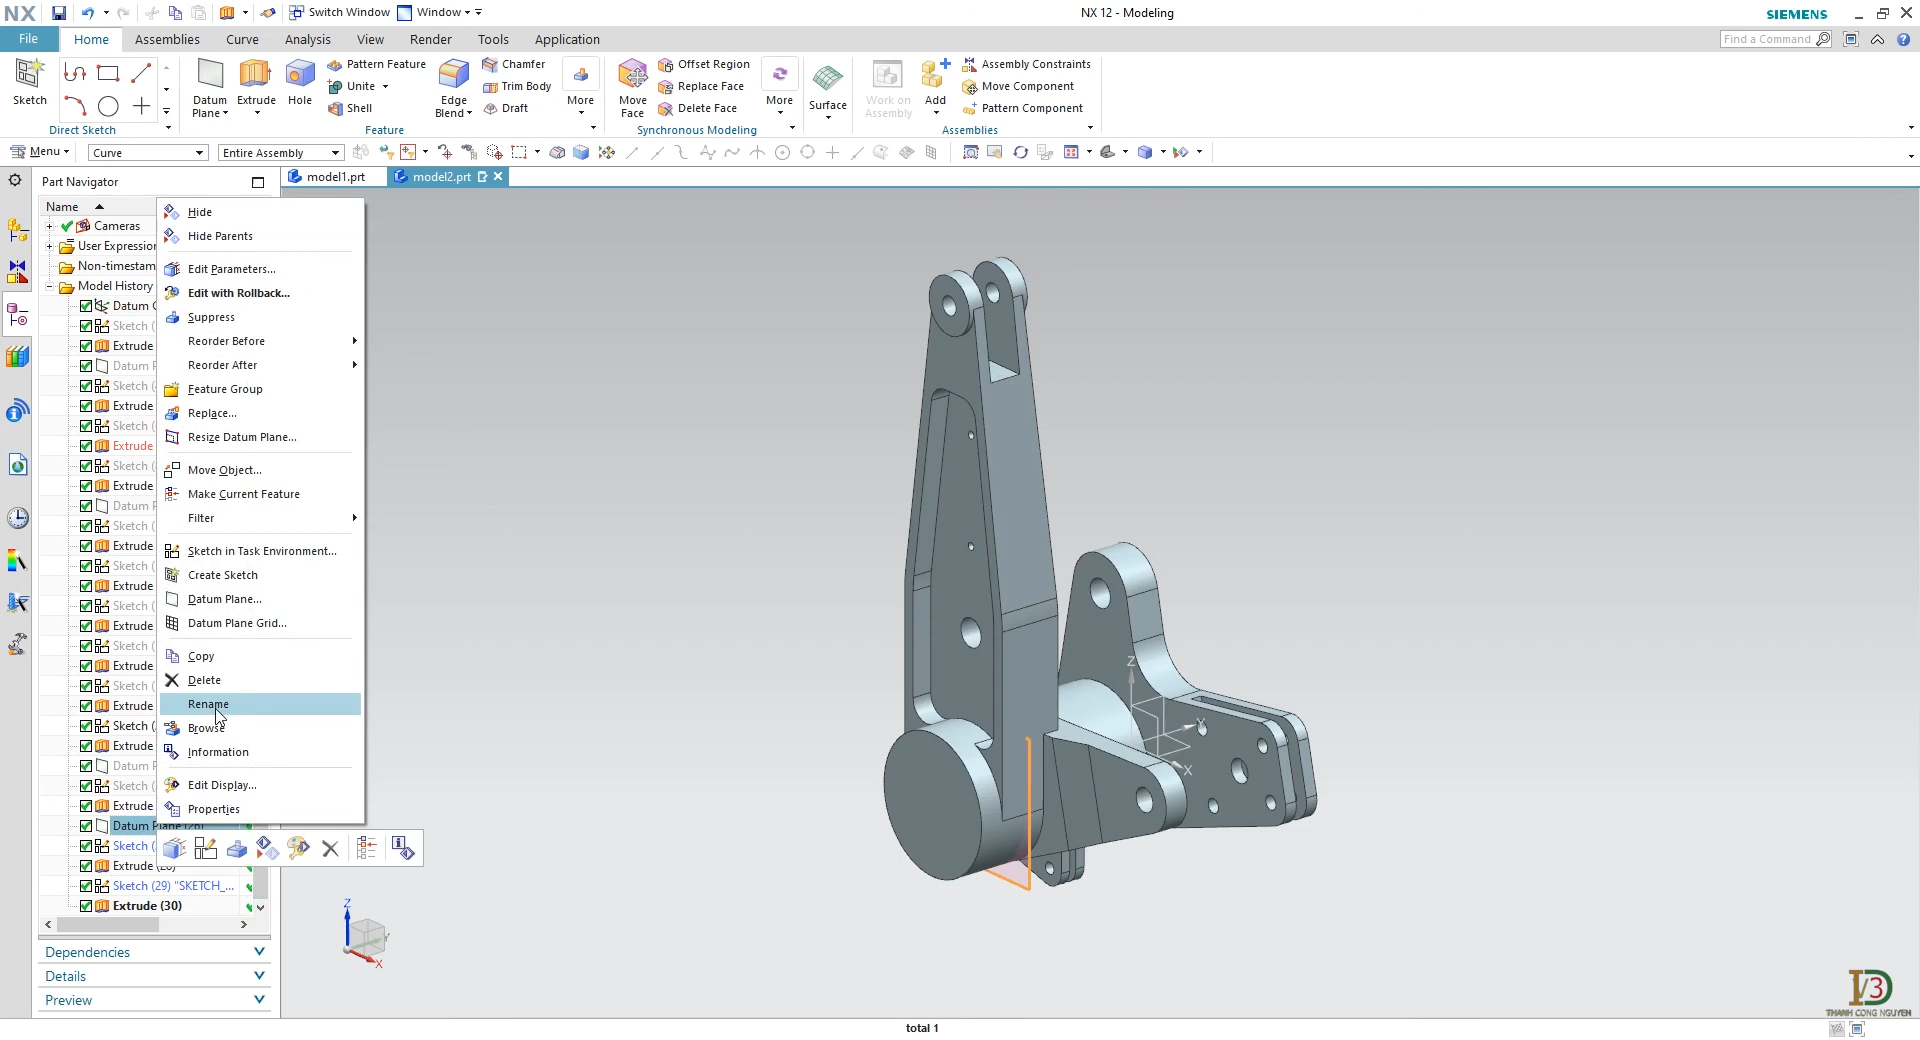 NX Switch Window Window NX 12 - Modeling SIEMENS
File Home Assemblies Curve Analysis View Render Tools Application Find a Command
Sketch
Direct Sketch
Datum Plane
Extrude
Hole
Pattern Feature
Unite
Shell
Edge Blend
Chamfer
Trim Body
Draft
More
Feature
Move Face
Offset Region
Replace Face
Delete Face
More
Synchronous Modeling
Surface
Work on Assembly
Add
Assembly Constraints
Move Component
Pattern Component
Assemblies
Menu Curve Entire Assembly
Part Navigator
model1.prt model2.prt
Name
Cameras
User Expression
Non-timestam
Model History
Datum C
Sketch (
Extrude
Datum P
Sketch (
Extrude
Sketch (
Extrude
Sketch (
Extrude
Datum P
Sketch (
Extrude
Sketch (
Extrude
Sketch (
Extrude
Sketch (
Extrude
Sketch (
Extrude
Sketch (
Extrude
Datum P
Sketch (
Extrude
Datum Plane (26)
Sketch (
Extrude (28)
Sketch (29) "SKETCH_...
Extrude (30)
Hide
Hide Parents
Edit Parameters...
Edit with Rollback...
Suppress
Reorder Before
Reorder After
Feature Group
Replace...
Resize Datum Plane...
Move Object...
Make Current Feature
Filter
Sketch in Task Environment...
Create Sketch
Datum Plane...
Datum Plane Grid...
Copy
Delete
Rename
Browse
Information
Edit Display...
Properties
Dependencies
Details
Preview
Z
Y
X
Z
Y
X
total 1
THANH CONG NGUYEN